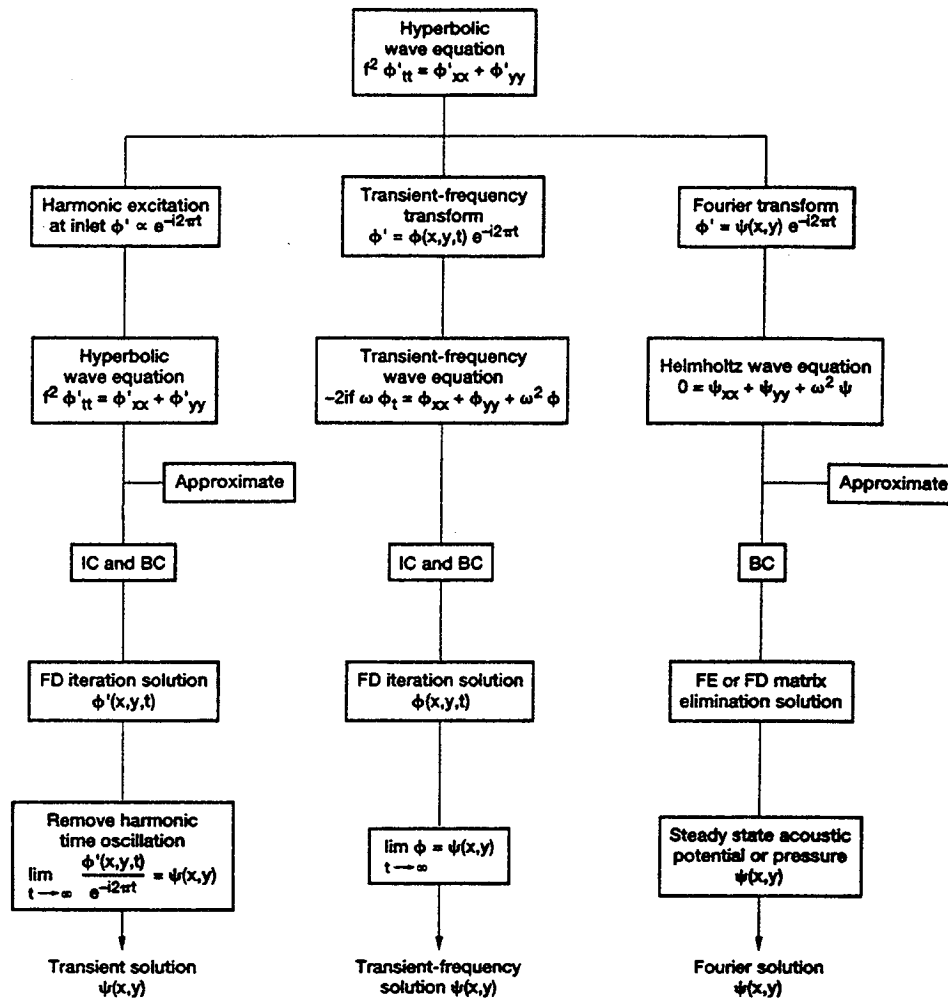 Hyperbolic
wave equation
f² ϕ'tt = ϕ'xx + ϕ'yy
Harmonic excitation
at inlet ϕ' ∝ e⁻ⁱ²πᵗ
Transient-frequency
transform
ϕ' = ϕ(x,y,t) e⁻ⁱ²πᵗ
Fourier transform
ϕ' = ψ(x,y) e⁻ⁱ²πᵗ
Hyperbolic
wave equation
f² ϕ'tt = ϕ'xx + ϕ'yy
Transient-frequency
wave equation
−2if ω ϕt = ϕxx + ϕyy + ω² ϕ
Helmholtz wave equation
0 = ψxx + ψyy + ω² ψ
Approximate
Approximate
IC and BC
IC and BC
BC
FD iteration solution
ϕ'(x,y,t)
FD iteration solution
ϕ(x,y,t)
FE or FD matrix
elimination solution
Remove harmonic
time oscillation
lim ϕ'(x,y,t) / e⁻ⁱ²πᵗ = ψ(x,y)
t → ∞
lim ϕ = ψ(x,y)
t → ∞
Steady state acoustic
potential or pressure
ψ(x,y)
Transient solution
ψ(x,y)
Transient-frequency
solution ψ(x,y)
Fourier solution
ψ(x,y)